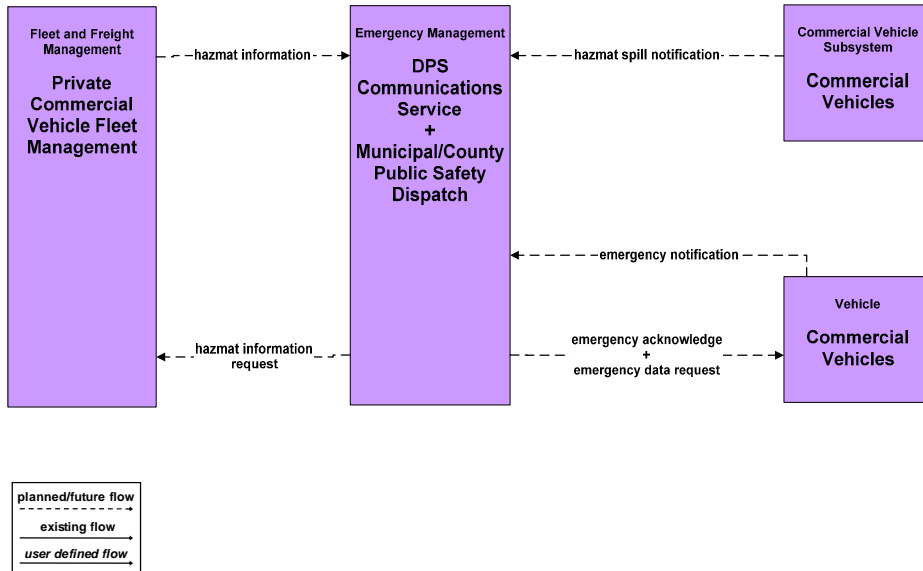 Fleet and Freight
Management
Private
Commercial
Vehicle Fleet
Management
hazmat information
Emergency Management
DPS
Communications
Service
+
Municipal/County
Public Safety
Dispatch
hazmat spill notification
Commercial Vehicle
Subsystem
Commercial
Vehicles
emergency notification
Vehicle
Commercial
Vehicles
hazmat information
request
emergency acknowledge
+
emergency data request
planned/future flow
existing flow
user defined flow